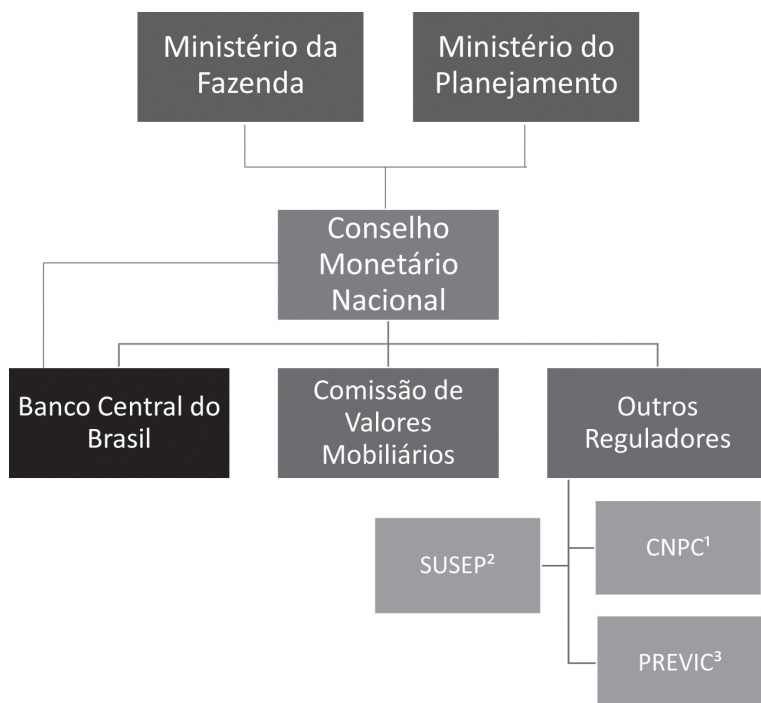 Ministério da
Fazenda
Ministério do
Planejamento
Conselho
Monetário
Nacional
Banco Central do
Brasil
Comissão de
Valores
Mobiliários
Outros
Reguladores
SUSEP²
CNPC¹
PREVIC³